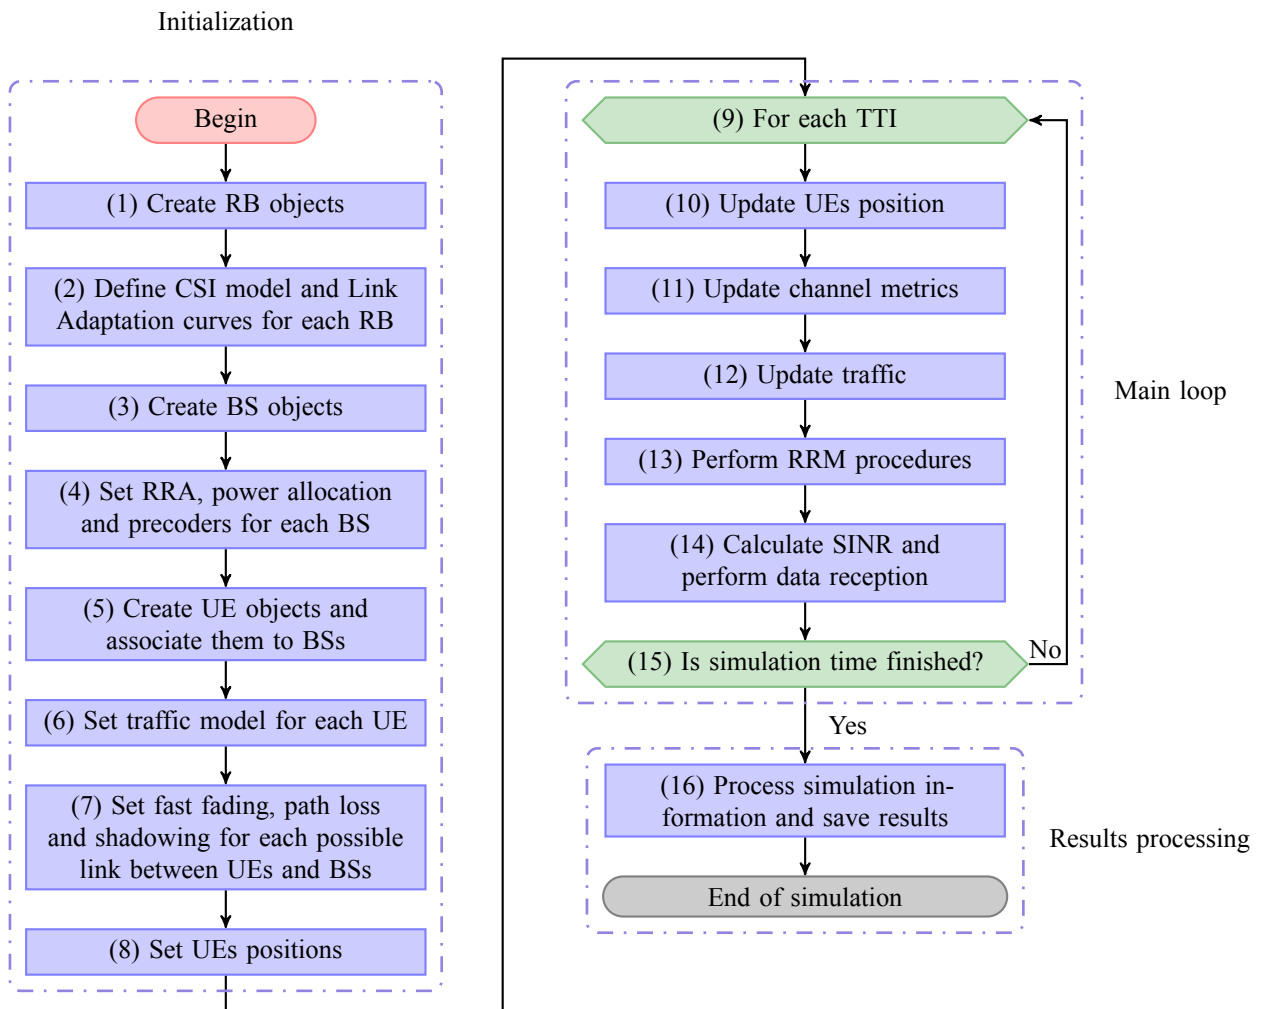 Initialization
Begin
(1) Create RB objects
(2) Define CSI model and Link
Adaptation curves for each RB
(3) Create BS objects
(4) Set RRA, power allocation
and precoders for each BS
(5) Create UE objects and
associate them to BSs
(6) Set traffic model for each UE
(7) Set fast fading, path loss
and shadowing for each possible
link between UEs and BSs
(8) Set UEs positions
(9) For each TTI
(10) Update UEs position
(11) Update channel metrics
(12) Update traffic
(13) Perform RRM procedures
(14) Calculate SINR and
perform data reception
(15) Is simulation time finished?
No
Main loop
Yes
(16) Process simulation in-
formation and save results
End of simulation
Results processing